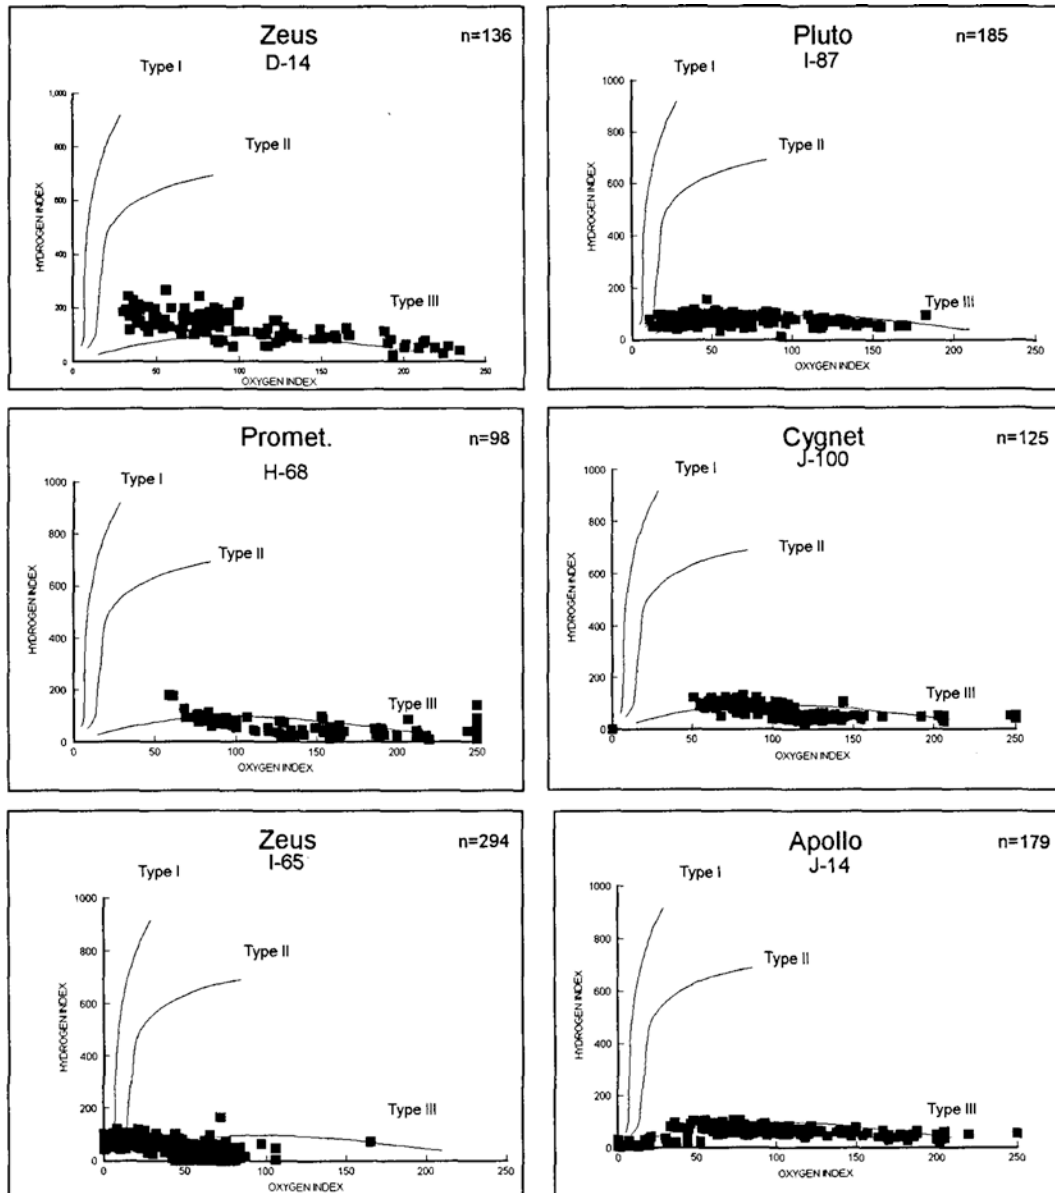 Zeus
n=136
D-14
Type I
1,000
Type II
800
HYDROGEN INDEX
600
400
Type III
200
0
0 50 100 150 200 250
OXYGEN INDEX
Pluto
n=185
I-87
Type I
1000
Type II
800
HYDROGEN INDEX
600
400
Type III
200
0
0 50 100 150 200 250
OXYGEN INDEX
Promet.
n=98
H-68
Type I
1000
800
Type II
HYDROGEN INDEX
600
400
Type III
200
0
0 50 100 150 200 250
OXYGEN INDEX
Cygnet
n=125
J-100
Type I
1000
Type II
800
HYDROGEN INDEX
600
400
Type III
200
0
0 50 100 150 200 250
OXYGEN INDEX
Zeus
n=294
I-65
Type I
1000
Type II
800
HYDROGEN INDEX
600
400
Type III
200
0
0 50 100 150 200 250
OXYGEN INDEX
Apollo
n=179
J-14
Type I
1000
Type II
800
HYDROGEN INDEX
600
400
Type III
200
0
0 50 100 150 200 250
OXYGEN INDEX